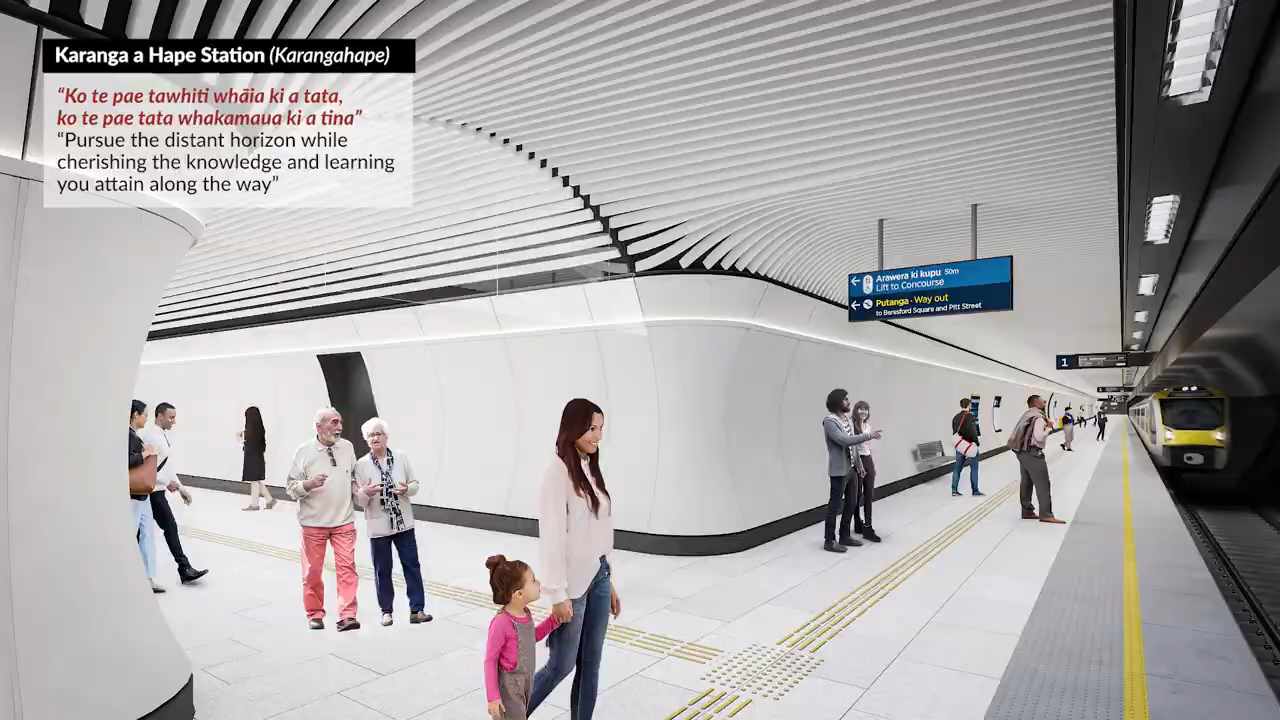 Karanga a Hape Station (Karangahape)
“Ko te pae tawhiti whāia ki a tata,
ko te pae tata whakamaua ki a tina”
“Pursue the distant horizon while
cherishing the knowledge and learning
you attain along the way”
Arawera ki kupu 50m
Lift to Concourse
Putanga · Way out
to Beresford Square and Pitt Street
1